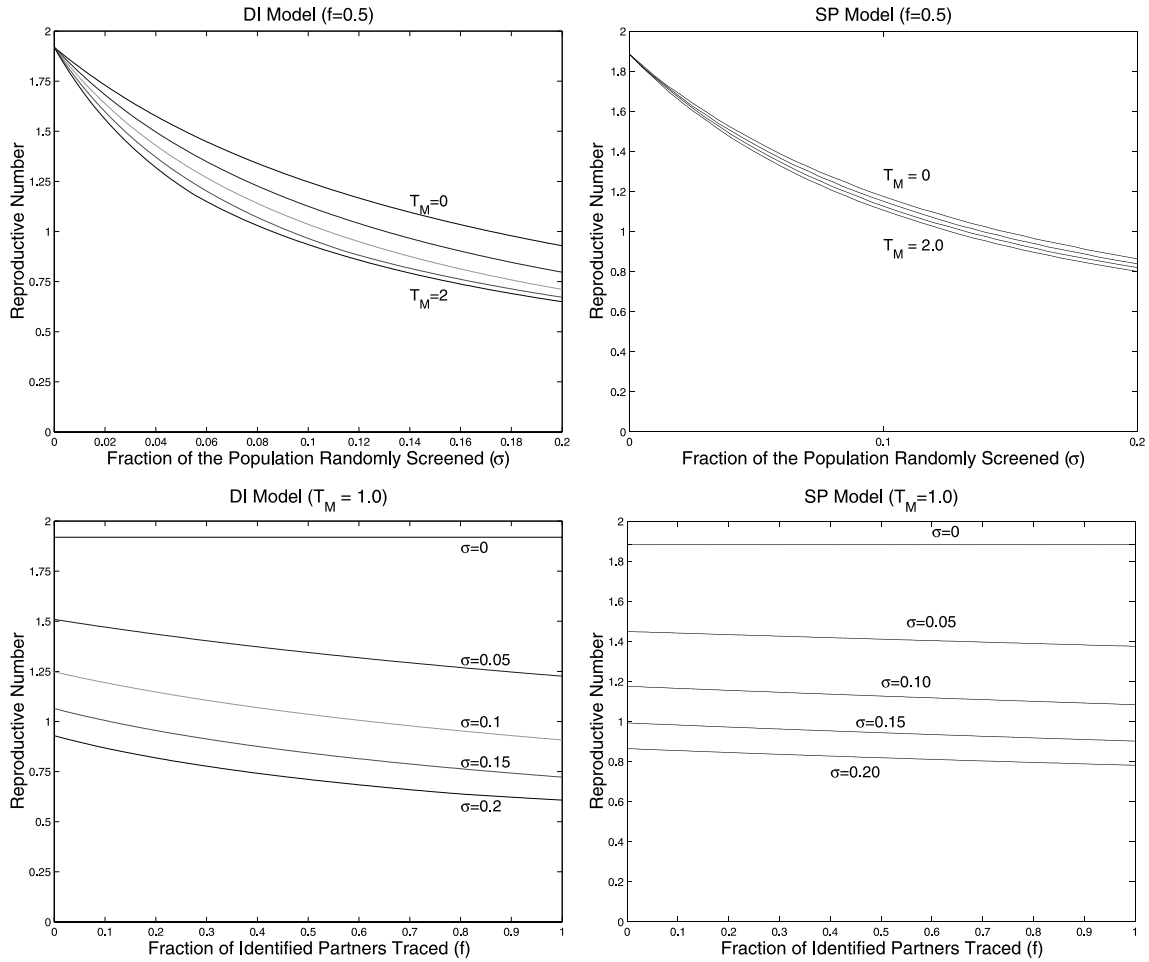 DI Model (f=0.5)
2
1.75
1.5
1.25
1
0.75
0.5
0.25
0
Reproductive Number
T_M=0
T_M=2
0 0.02 0.04 0.06 0.08 0.1 0.12 0.14 0.16 0.18 0.2
Fraction of the Population Randomly Screened (σ)
SP Model (f=0.5)
2
1.8
1.6
1.4
1.2
1
0.8
0.6
0.4
0.2
0
Reproductive Number
T_M = 0
T_M = 2.0
0 0.1 0.2
Fraction of the Population Randomly Screened (σ)
DI Model (T_M = 1.0)
2
1.75
1.5
1.25
1
0.75
0.5
0.25
0
Reproductive Number
σ=0
σ=0.05
σ=0.1
σ=0.15
σ=0.2
0 0.1 0.2 0.3 0.4 0.5 0.6 0.7 0.8 0.9 1
Fraction of Identified Partners Traced (f)
SP Model (T_M=1.0)
2
1.8
1.6
1.4
1.2
1
0.8
0.6
0.4
0.2
0
Reproductive Number
σ=0
σ=0.05
σ=0.10
σ=0.15
σ=0.20
0 0.1 0.2 0.3 0.4 0.5 0.6 0.7 0.8 0.9 1
Fraction of Identified Partners Traced (f)